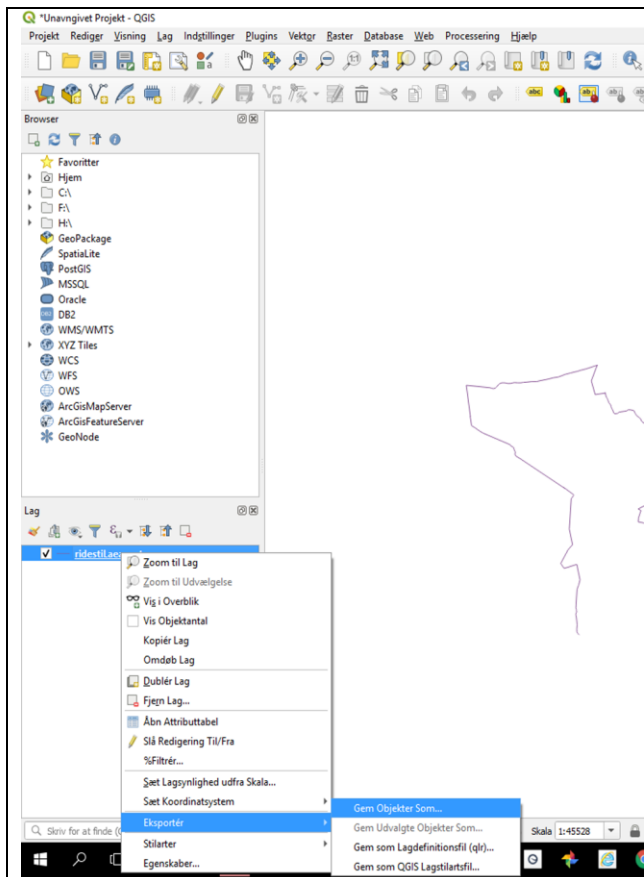 *Unavngivet Projekt - QGIS
Projekt Rediger Visning Lag Indstillinger Plugins Vektor Raster Database Web Processering Hjælp
Browser
Favoritter
Hjem
C:\
F:\
H:\
GeoPackage
SpatiaLite
PostGIS
MSSQL
Oracle
DB2
WMS/WMTS
XYZ Tiles
WCS
WFS
OWS
ArcGisMapServer
ArcGisFeatureServer
GeoNode
Lag
Zoom til Lag
Zoom til Udvælgelse
Vis i Overblik
Vis Objektantal
Kopiér Lag
Omdøb Lag
Dublér Lag
Fjern Lag...
Åbn Attributtabel
Slå Redigering Til/Fra
%Filtrér...
Sæt Lagsynlighed udfra Skala...
Sæt Koordinatsystem
Eksportér
Stilarter
Egenskaber...
Gem Objekter Som...
Gem Udvalgte Objekter Som...
Gem som Lagdefinitionsfil (qlr)...
Gem som QGIS Lagstilartsfil...
Skriv for at finde
Skala 1:45528